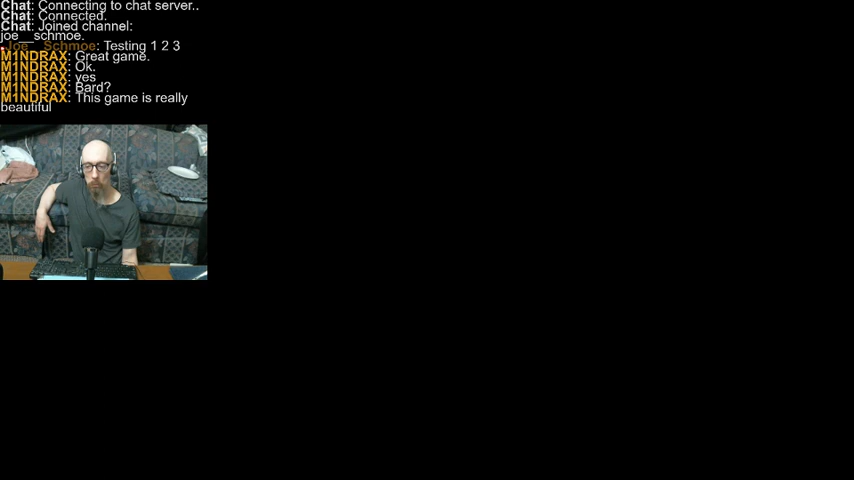 Chat: Connecting to chat server..
Chat: Connected.
Chat: Joined channel:
joe__schmoe.
Joe__Schmoe: Testing 1 2 3
M1NDRAX: Great game.
M1NDRAX: Ok.
M1NDRAX: yes
M1NDRAX: Bard?
M1NDRAX: This game is really
beautiful